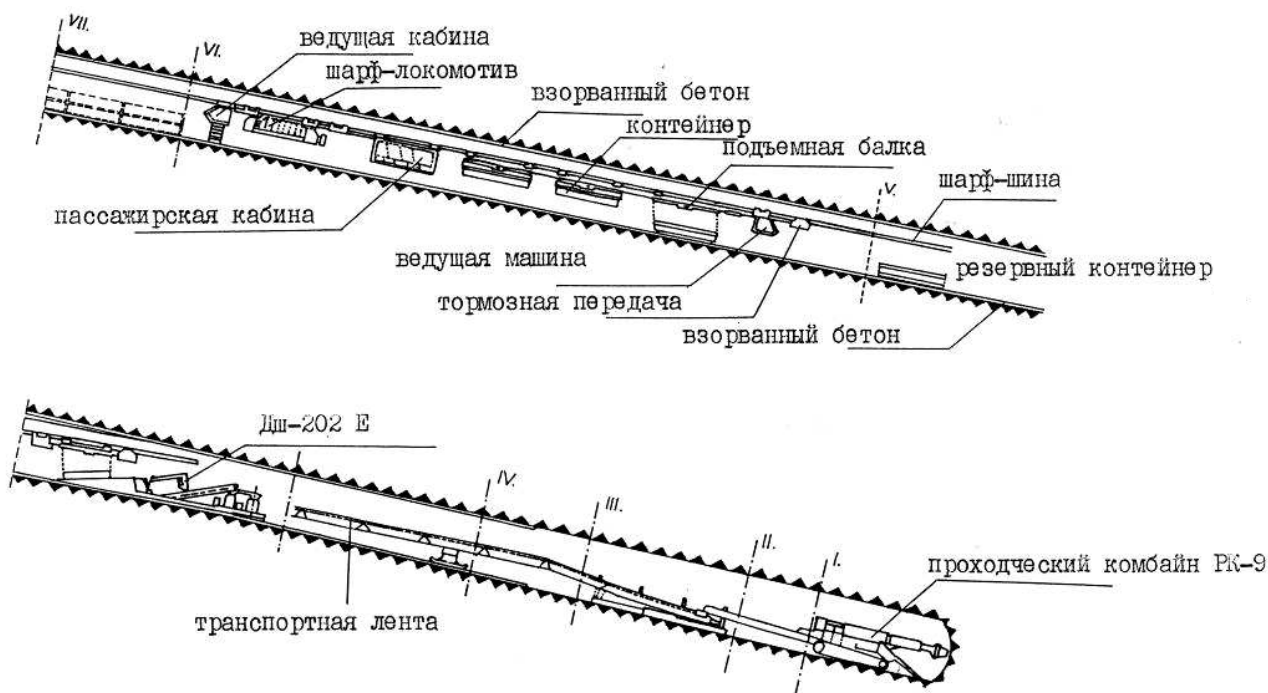 VII.
VI.
ведущая кабина
шарф-локомотив
взорванный бетон
контейнер
подъемная балка
V.
шарф-шина
пассажирская кабина
ведущая машина
резервный контейнер
тормозная передача
взорванный бетон
Дш-202 Е
IV.
III.
II.
I.
проходческий комбайн РК-9
транспортная лента